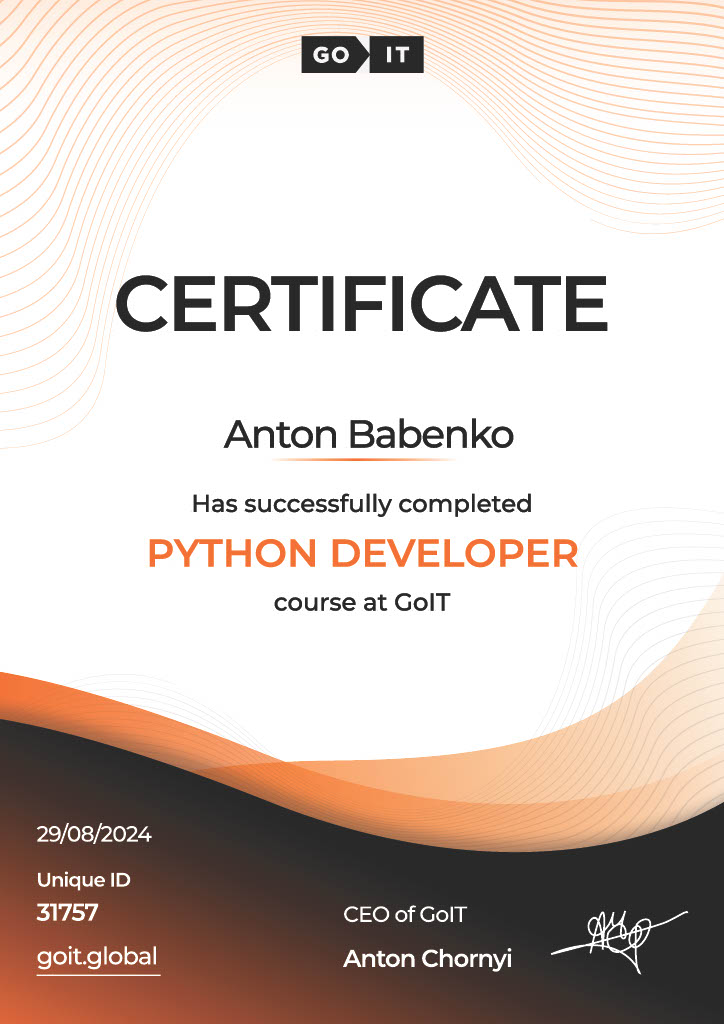 GO IT
CERTIFICATE
Anton Babenko
Has successfully completed
PYTHON DEVELOPER
course at GoIT
29/08/2024
Unique ID
31757
goit.global
CEO of GoIT
Anton Chornyi